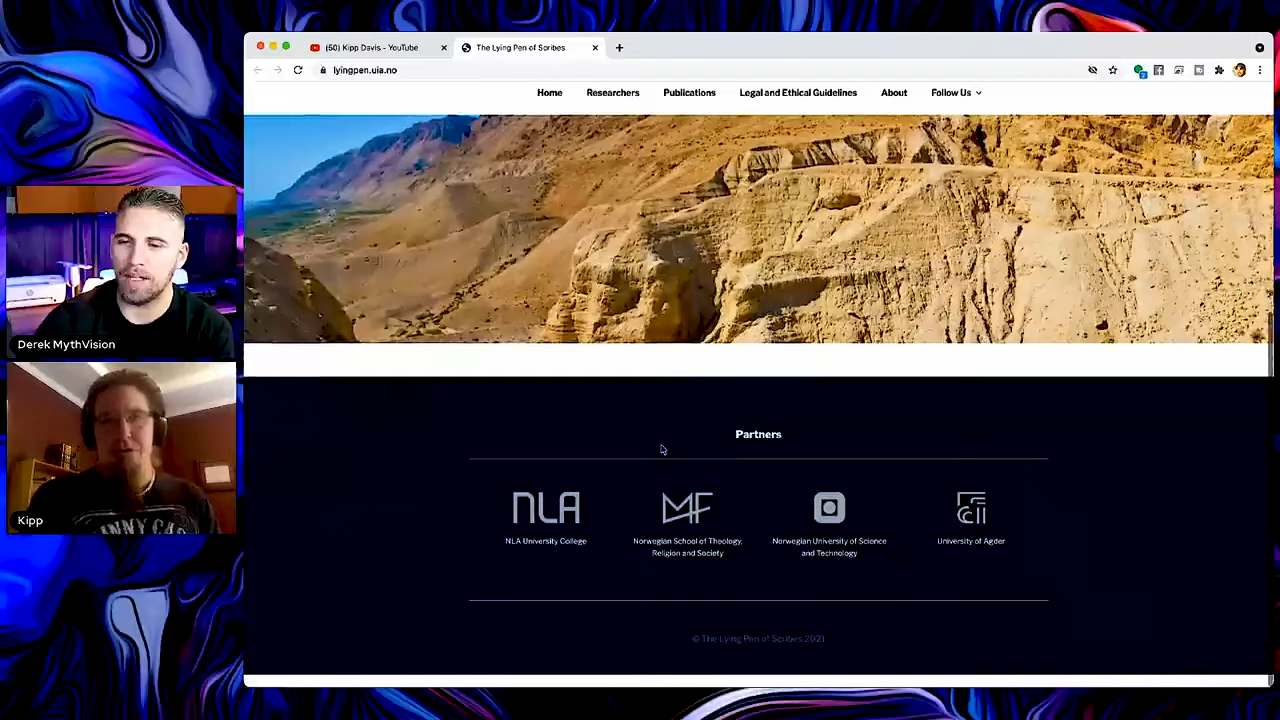 (50) Kipp Davis - YouTube
The Lying Pen of Scribes
lyingpen.uia.no
Home Researchers Publications Legal and Ethical Guidelines About Follow Us
Derek MythVision
Kipp
Partners
NLA MF
NLA University College
Norwegian School of Theology,
Religion and Society
Norwegian University of Science
and Technology
University of Agder
© The Lying Pen of Scribes 2021